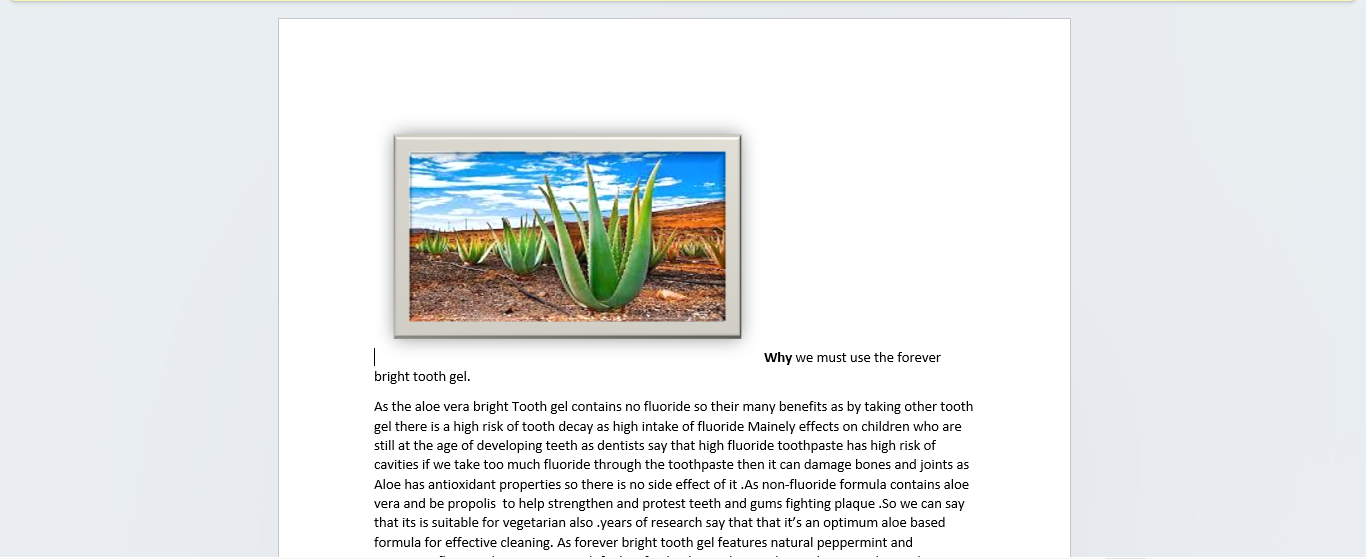 Why we must use the forever
bright tooth gel.
As the aloe vera bright Tooth gel contains no fluoride so their many benefits as by taking other tooth
gel there is a high risk of tooth decay as high intake of fluoride Mainely effects on children who are
still at the age of developing teeth as dentists say that high fluoride toothpaste has high risk of
cavities if we take too much fluoride through the toothpaste then it can damage bones and joints as
Aloe has antioxidant properties so there is no side effect of it .As non-fluoride formula contains aloe
vera and be propolis  to help strengthen and protest teeth and gums fighting plaque .So we can say
that its is suitable for vegetarian also .years of research say that that it’s an optimum aloe based
formula for effective cleaning. As forever bright tooth gel features natural peppermint and